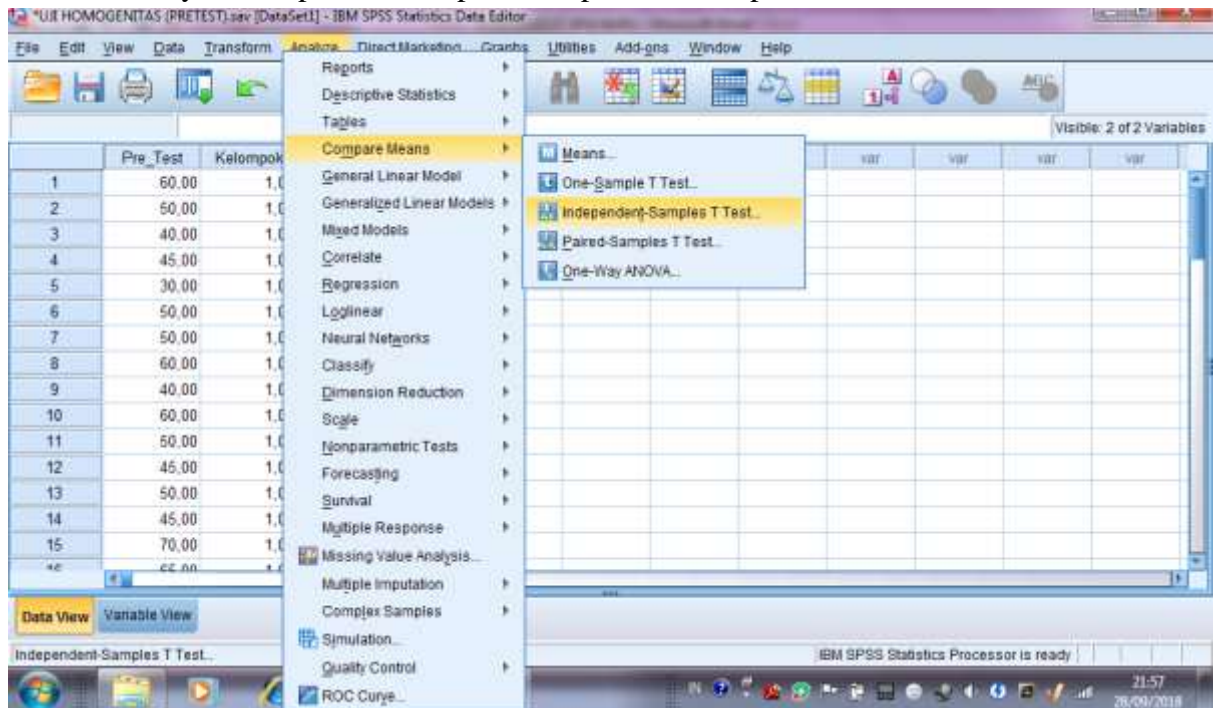 *UJI HOMOGENITAS (PRETEST).sav [DataSet1] - IBM SPSS Statistics Data Editor
File Edit View Data Transform Analyze Direct Marketing Graphs Utilities Add-ons Window Help
Visible: 2 of 2 Variables
Pre_Test Kelompok var var var var
1 60,00 1,0
2 50,00 1,0
3 40,00 1,0
4 45,00 1,0
5 30,00 1,0
6 50,00 1,0
7 50,00 1,0
8 60,00 1,0
9 40,00 1,0
10 60,00 1,0
11 50,00 1,0
12 45,00 1,0
13 50,00 1,0
14 45,00 1,0
15 70,00 1,0
Reports
Descriptive Statistics
Tables
Compare Means
General Linear Model
Generalized Linear Models
Mixed Models
Correlate
Regression
Loglinear
Neural Networks
Classify
Dimension Reduction
Scale
Nonparametric Tests
Forecasting
Survival
Multiple Response
Missing Value Analysis...
Multiple Imputation
Complex Samples
Simulation...
Quality Control
ROC Curve...
Means...
One-Sample T Test...
Independent-Samples T Test...
Paired-Samples T Test...
One-Way ANOVA...
Data View Variable View
Independent-Samples T Test...
IBM SPSS Statistics Processor is ready
IN
21:57
28/09/2018